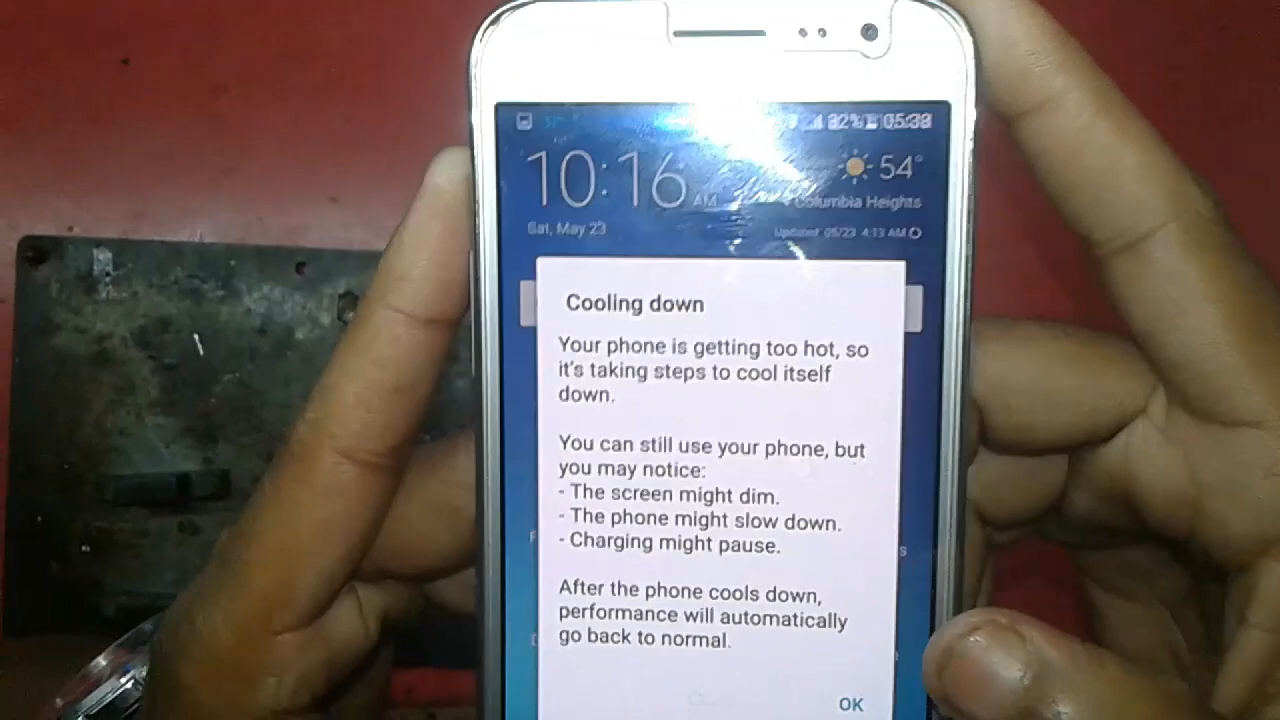 32% 05:38
10:16 AM
54°
Columbia Heights
Sat, May 23
Updated 05/23 4:13 AM
Cooling down
Your phone is getting too hot, so
it's taking steps to cool itself
down.
You can still use your phone, but
you may notice:
- The screen might dim.
- The phone might slow down.
- Charging might pause.
After the phone cools down,
performance will automatically
go back to normal.
OK